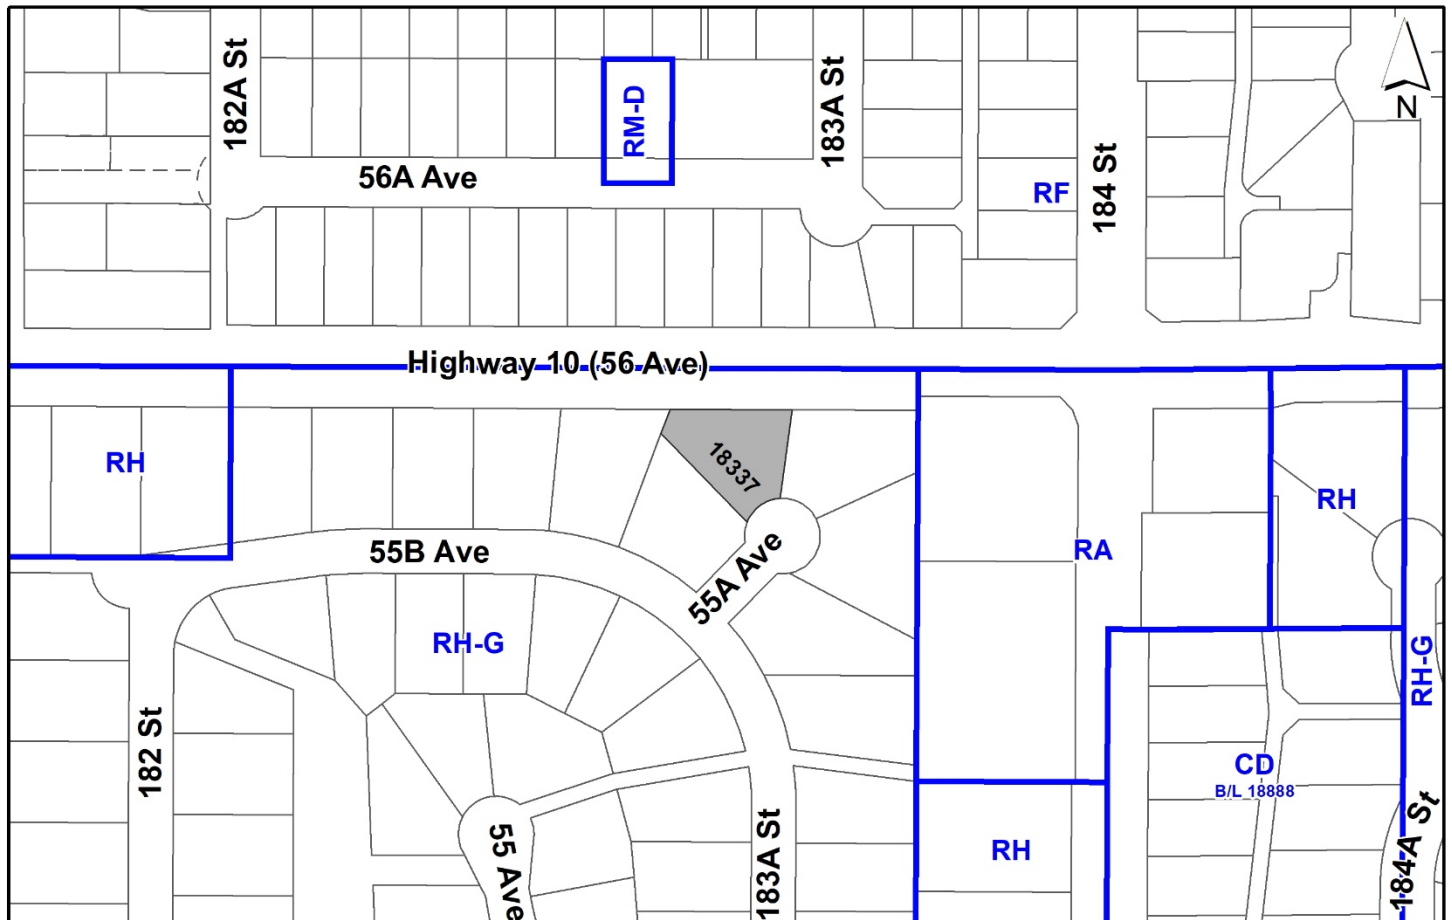 182A St
RM-D
183A St
184 St
N
56A Ave
RF
Highway 10 (56 Ave)
RH
18337
RH
55B Ave
55A Ave
RA
RH-G
RH-G
182 St
CD
B/L 18888
55 Ave
183A St
RH
184A St